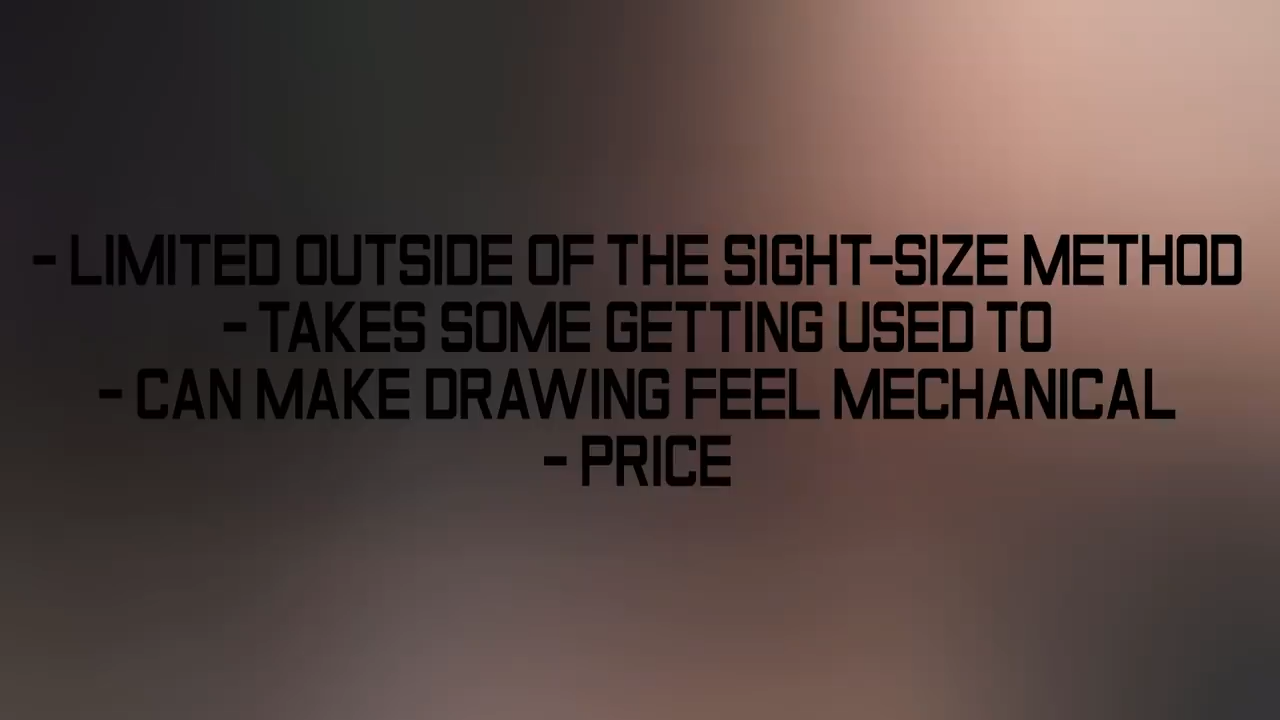 - LIMITED OUTSIDE OF THE SIGHT-SIZE METHOD
- TAKES SOME GETTING USED TO
- CAN MAKE DRAWING FEEL MECHANICAL
- PRICE